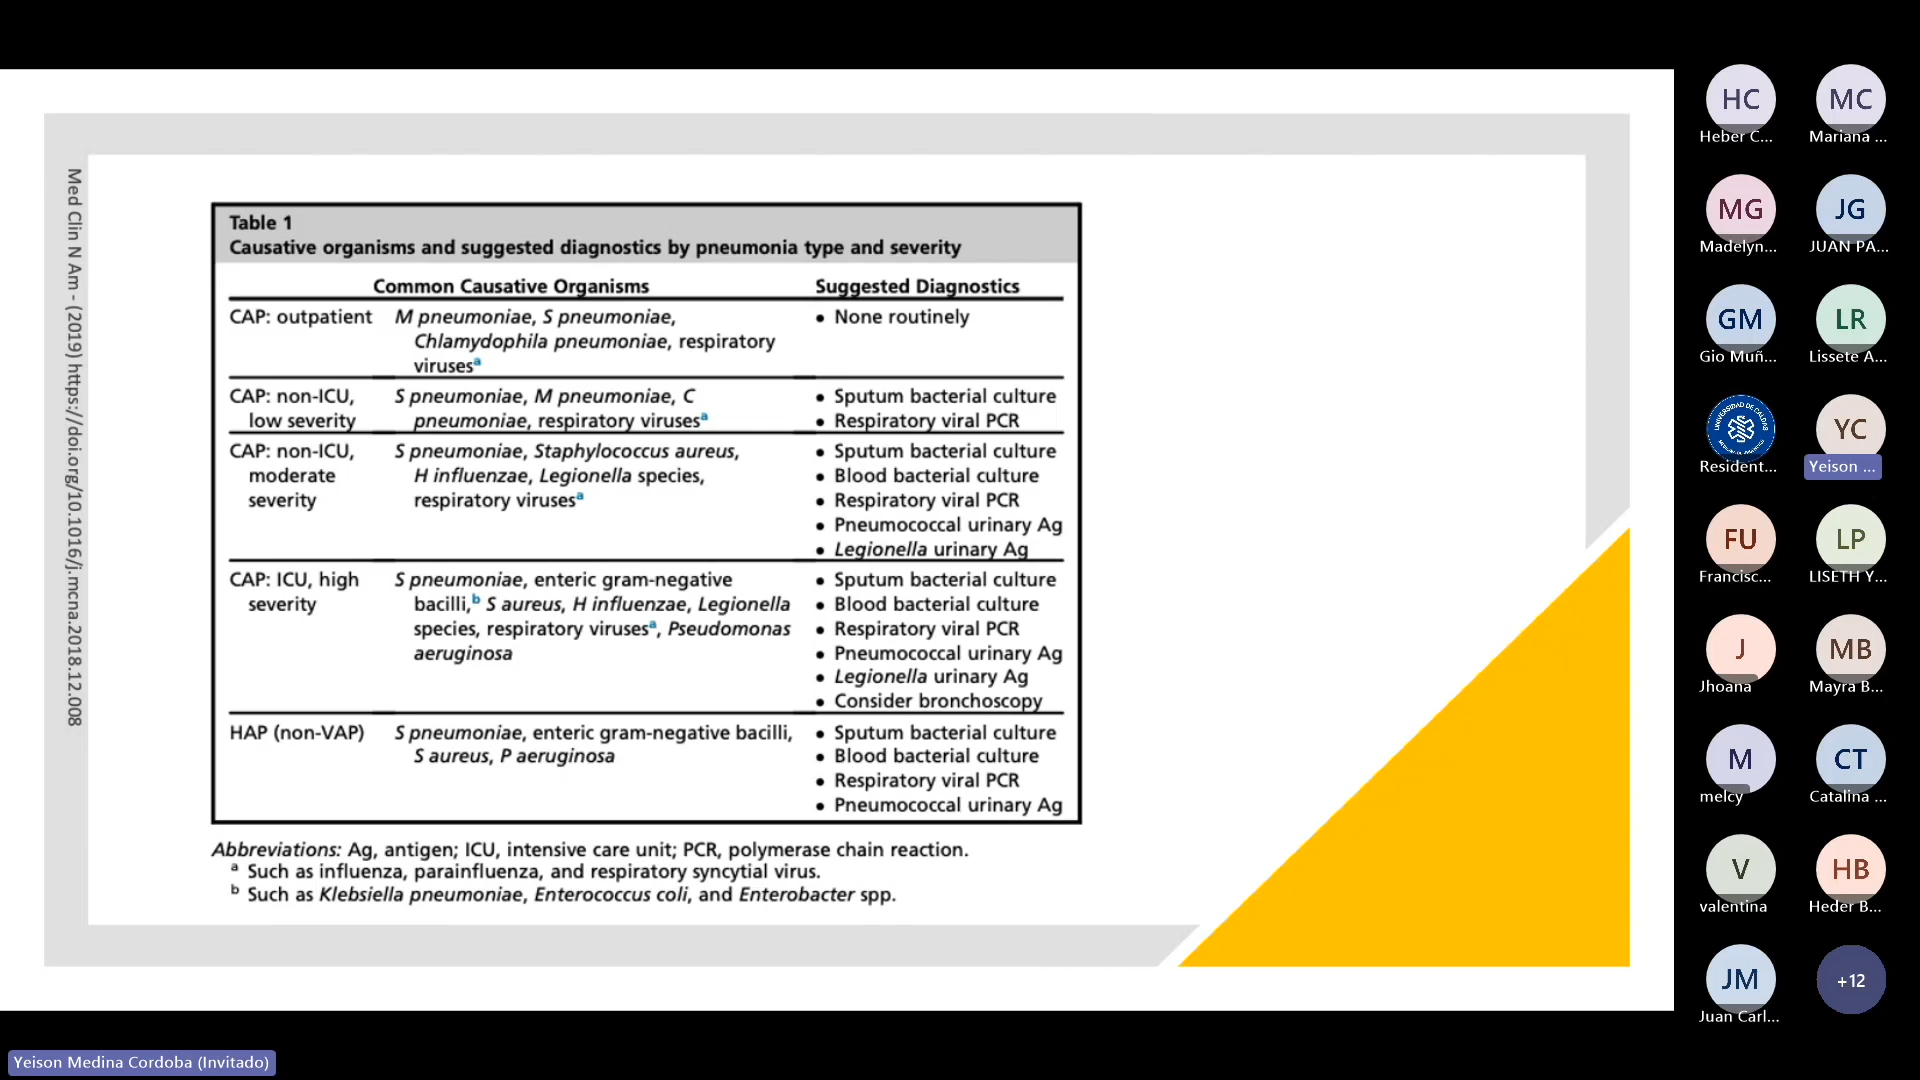 Med Clin N Am - (2019) https://doi.org/10.1016/j.mcna.2018.12.008
Table 1
Causative organisms and suggested diagnostics by pneumonia type and severity
Common Causative Organisms Suggested Diagnostics
CAP: outpatient M pneumoniae, S pneumoniae, • None routinely
Chlamydophila pneumoniae, respiratory
virusesᵃ
CAP: non-ICU, S pneumoniae, M pneumoniae, C • Sputum bacterial culture
low severity pneumoniae, respiratory virusesᵃ • Respiratory viral PCR
CAP: non-ICU, S pneumoniae, Staphylococcus aureus, • Sputum bacterial culture
moderate H influenzae, Legionella species, • Blood bacterial culture
severity respiratory virusesᵃ • Respiratory viral PCR
• Pneumococcal urinary Ag
• Legionella urinary Ag
CAP: ICU, high S pneumoniae, enteric gram-negative • Sputum bacterial culture
severity bacilli,ᵇ S aureus, H influenzae, Legionella • Blood bacterial culture
species, respiratory virusesᵃ, Pseudomonas • Respiratory viral PCR
aeruginosa • Pneumococcal urinary Ag
• Legionella urinary Ag
• Consider bronchoscopy
HAP (non-VAP) S pneumoniae, enteric gram-negative bacilli, • Sputum bacterial culture
S aureus, P aeruginosa • Blood bacterial culture
• Respiratory viral PCR
• Pneumococcal urinary Ag
Abbreviations: Ag, antigen; ICU, intensive care unit; PCR, polymerase chain reaction.
ᵃ Such as influenza, parainfluenza, and respiratory syncytial virus.
ᵇ Such as Klebsiella pneumoniae, Enterococcus coli, and Enterobacter spp.
HC MC
Heber C... Mariana ...
MG JG
Madelyn... JUAN PA...
GM LR
Gio Muñ... Lissete A...
UNIVERSIDAD DE CALDAS
YC
Resident... Yeison ...
FU LP
Francisc... LISETH Y...
J MB
Jhoana Mayra B...
M CT
melcy Catalina ...
V HB
valentina Heder B...
JM +12
Juan Carl...
Yeison Medina Cordoba (Invitado)